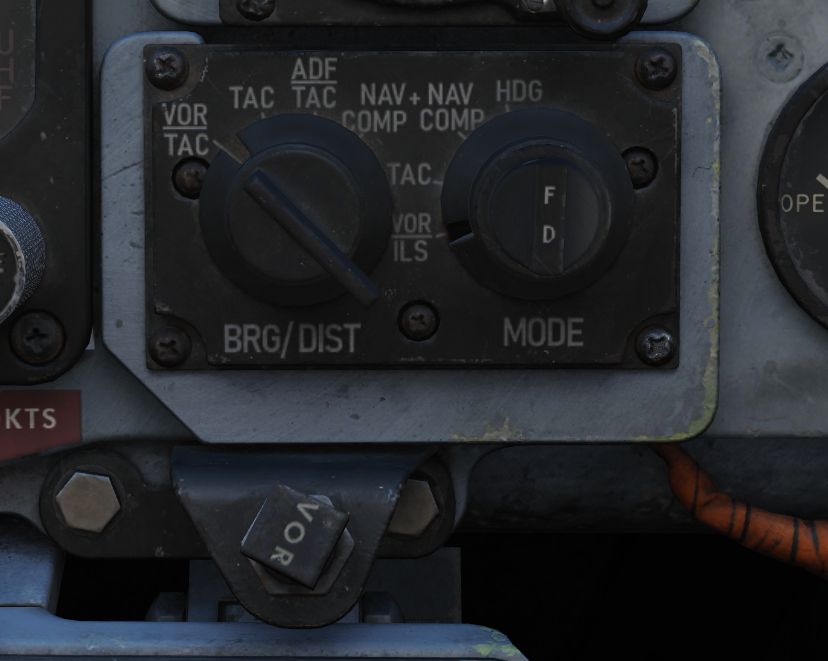 ADF
TAC
TAC
NAV + NAV
COMP COMP
HDG
VOR
TAC
TAC
VOR
ILS
F
D
OPE
BRG/DIST
MODE
KTS
VOR